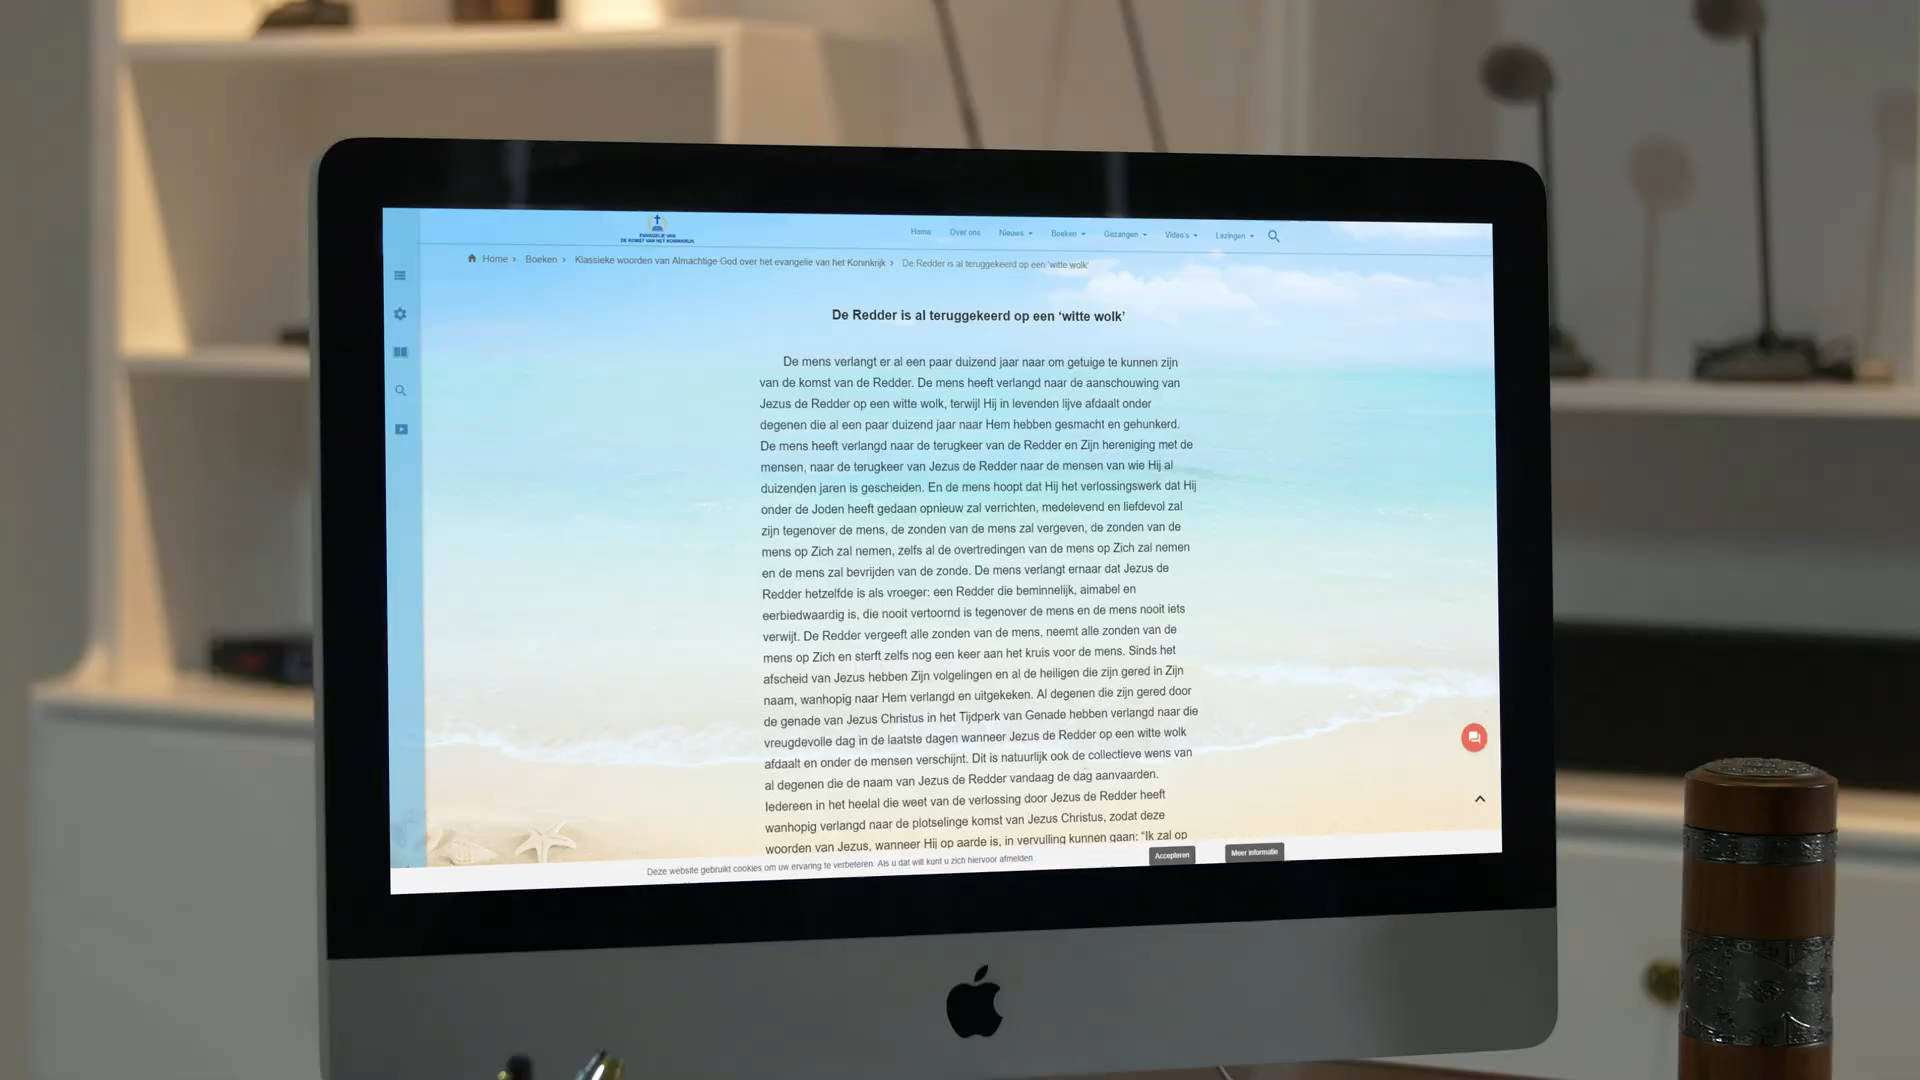 EVANGELIE VAN
DE KOMST VAN HET KONINKRIJK
Home
Over ons
Nieuws
Boeken
Gezangen
Video's
Lezingen
Home > Boeken > Klassieke woorden van Almachtige God over het evangelie van het Koninkrijk > De Redder is al teruggekeerd op een 'witte wolk'
De Redder is al teruggekeerd op een ‘witte wolk’
De mens verlangt er al een paar duizend jaar naar om getuige te kunnen zijn
van de komst van de Redder. De mens heeft verlangd naar de aanschouwing van
Jezus de Redder op een witte wolk, terwijl Hij in levenden lijve afdaalt onder
degenen die al een paar duizend jaar naar Hem hebben gesmacht en gehunkerd.
De mens heeft verlangd naar de terugkeer van de Redder en Zijn hereniging met de
mensen, naar de terugkeer van Jezus de Redder naar de mensen van wie Hij al
duizenden jaren is gescheiden. En de mens hoopt dat Hij het verlossingswerk dat Hij
onder de Joden heeft gedaan opnieuw zal verrichten, medelevend en liefdevol zal
zijn tegenover de mens, de zonden van de mens zal vergeven, de zonden van de
mens op Zich zal nemen, zelfs al de overtredingen van de mens op Zich zal nemen
en de mens zal bevrijden van de zonde. De mens verlangt ernaar dat Jezus de
Redder hetzelfde is als vroeger: een Redder die beminnelijk, aimabel en
eerbiedwaardig is, die nooit vertoornd is tegenover de mens en de mens nooit iets
verwijt. De Redder vergeeft alle zonden van de mens, neemt alle zonden van de
mens op Zich en sterft zelfs nog een keer aan het kruis voor de mens. Sinds het
afscheid van Jezus hebben Zijn volgelingen en al de heiligen die zijn gered in Zijn
naam, wanhopig naar Hem verlangd en uitgekeken. Al degenen die zijn gered door
de genade van Jezus Christus in het Tijdperk van Genade hebben verlangd naar die
vreugdevolle dag in de laatste dagen wanneer Jezus de Redder op een witte wolk
afdaalt en onder de mensen verschijnt. Dit is natuurlijk ook de collectieve wens van
al degenen die de naam van Jezus de Redder vandaag de dag aanvaarden.
Iedereen in het heelal die weet van de verlossing door Jezus de Redder heeft
wanhopig verlangd naar de plotselinge komst van Jezus Christus, zodat deze
woorden van Jezus, wanneer Hij op aarde is, in vervulling kunnen gaan: “Ik zal op
Deze website gebruikt cookies om uw ervaring te verbeteren. Als u dat wilt kunt u zich hiervoor afmelden.
Accepteren
Meer informatie